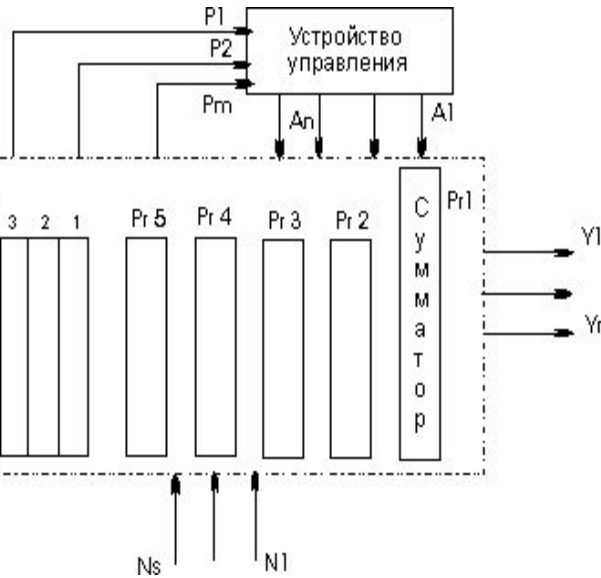 P1
P2
Pm
Устройство
управления
An
A1
3 2 1
Pr 5
Pr 4
Pr 3
Pr 2
Pr1
Сумматор
Y1
Yr
Ns
N1